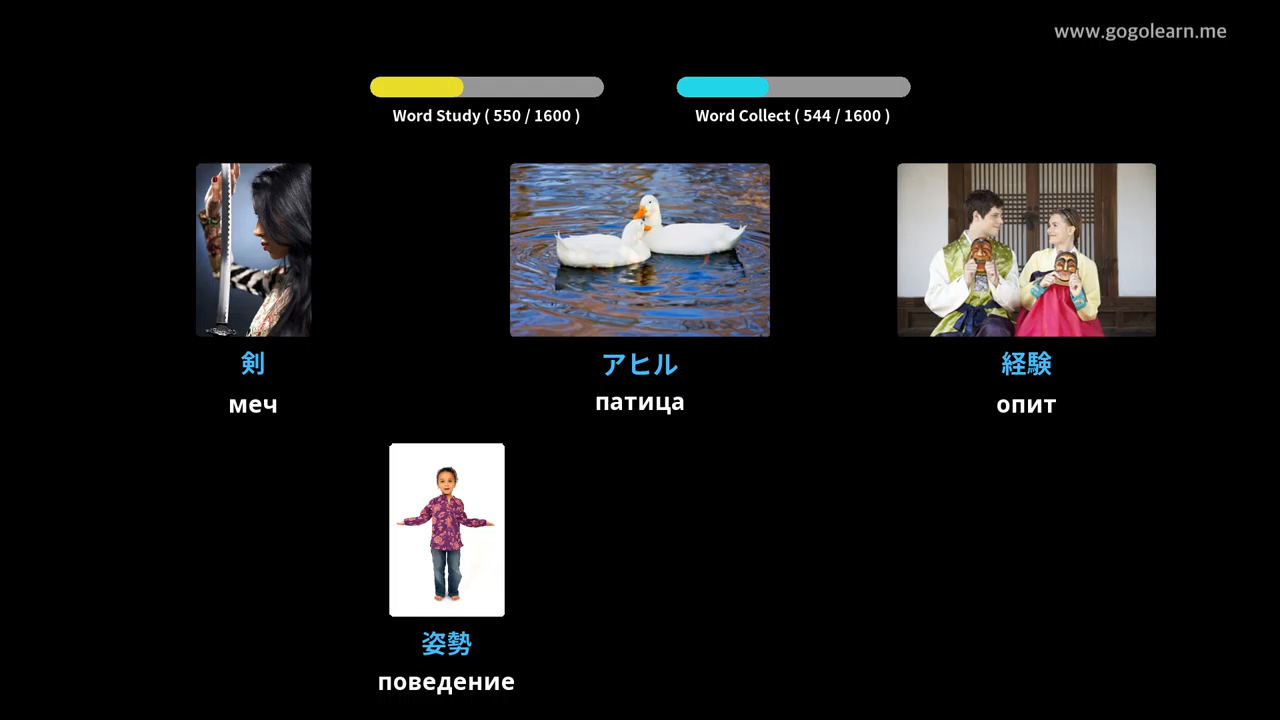 www.gogolearn.me
Word Study ( 550 / 1600 )
Word Collect ( 544 / 1600 )
剣
меч
アヒル
патица
経験
опит
姿勢
поведение